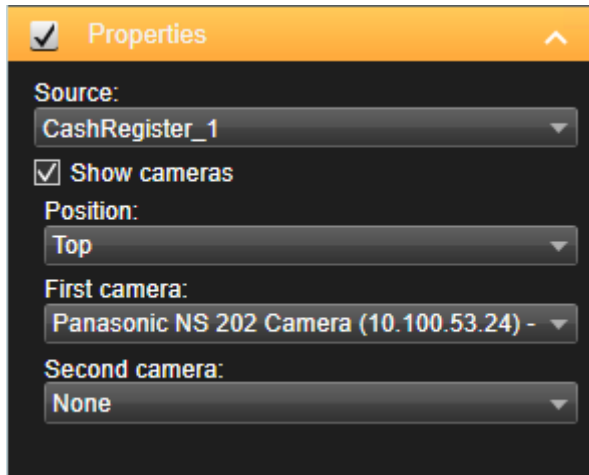 Properties
Source:
CashRegister_1
Show cameras
Position:
Top
First camera:
Panasonic NS 202 Camera (10.100.53.24) -
Second camera:
None